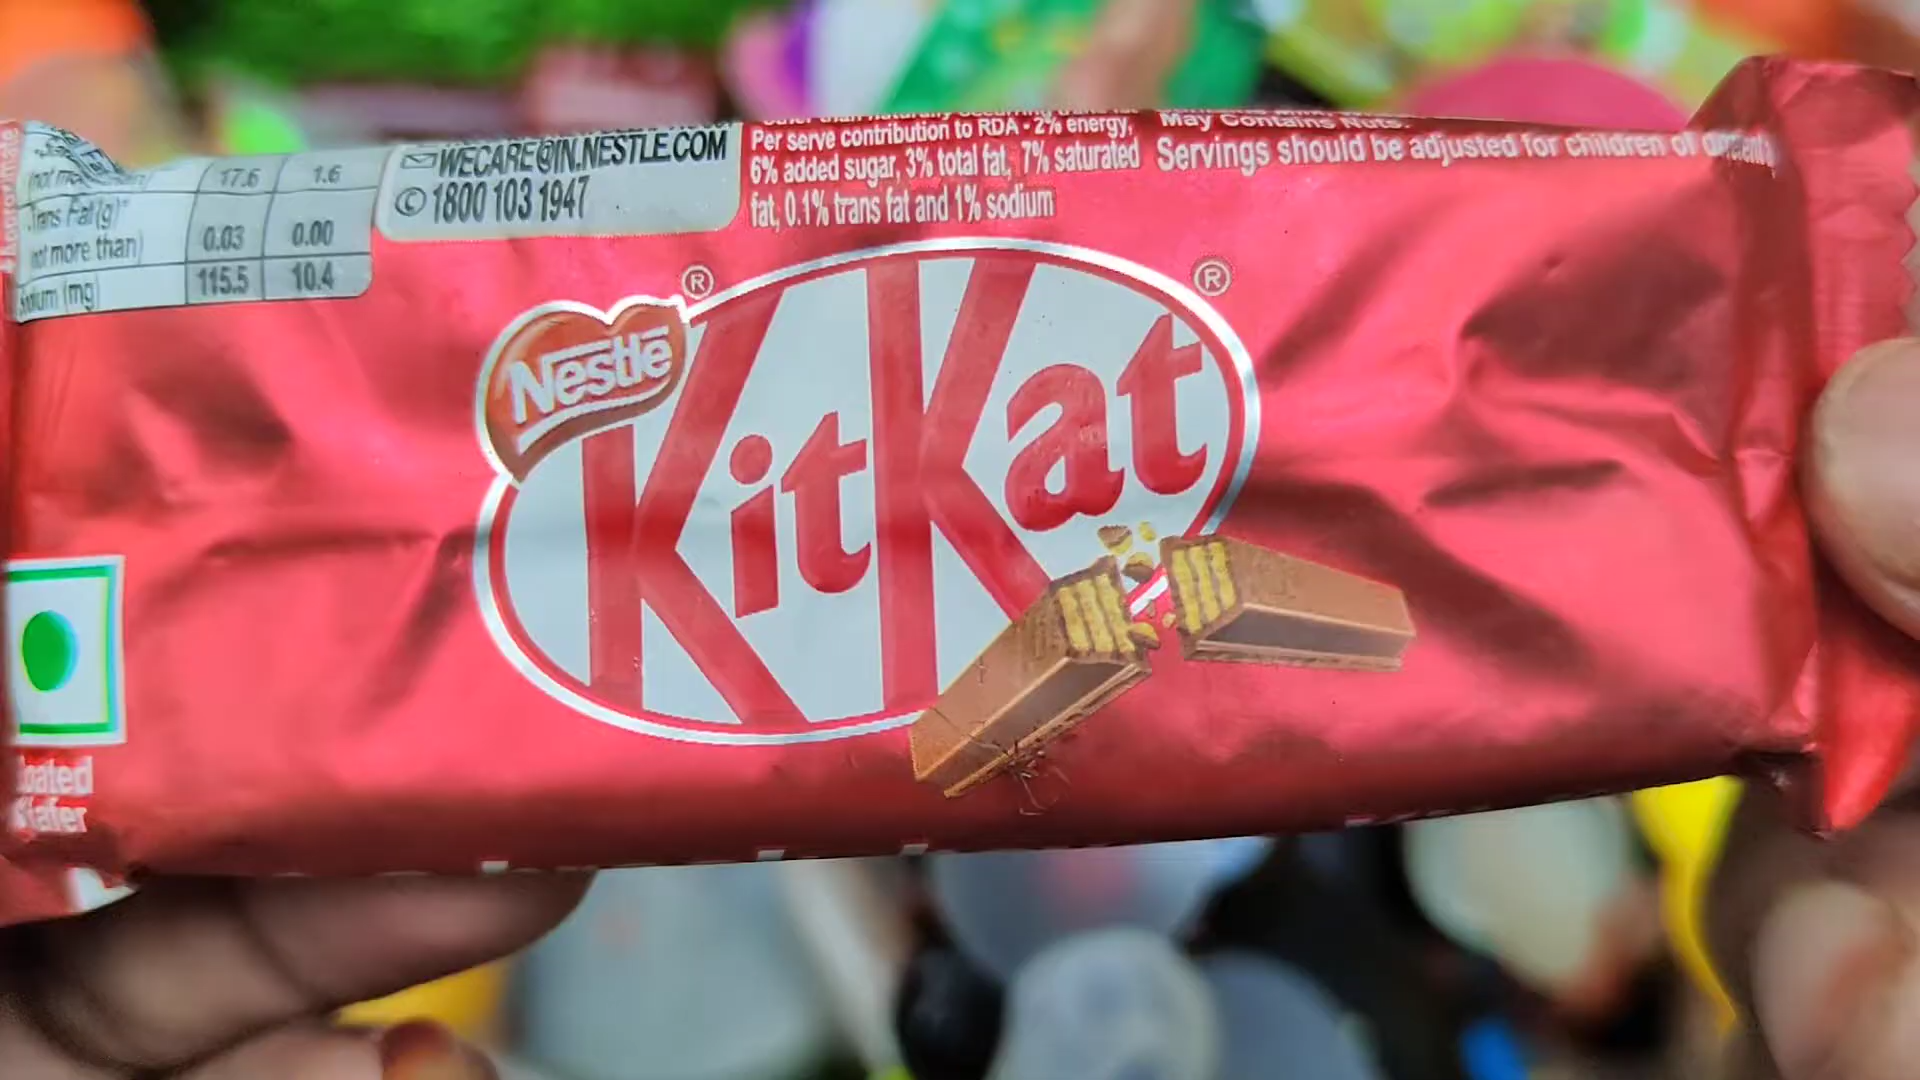 17.6 1.6
Trans Fat (g)*
not more than) 0.03 0.00
Sodium (mg) 115.5 10.4
WECARE@IN.NESTLE.COM
1800 103 1947
Per serve contribution to RDA - 2% energy,
6% added sugar, 3% total fat, 7% saturated
fat, 0.1% trans fat and 1% sodium
May Contains Nuts.
Servings should be adjusted for children of
Nestlé
® ®
KitKat
oated
Wafer